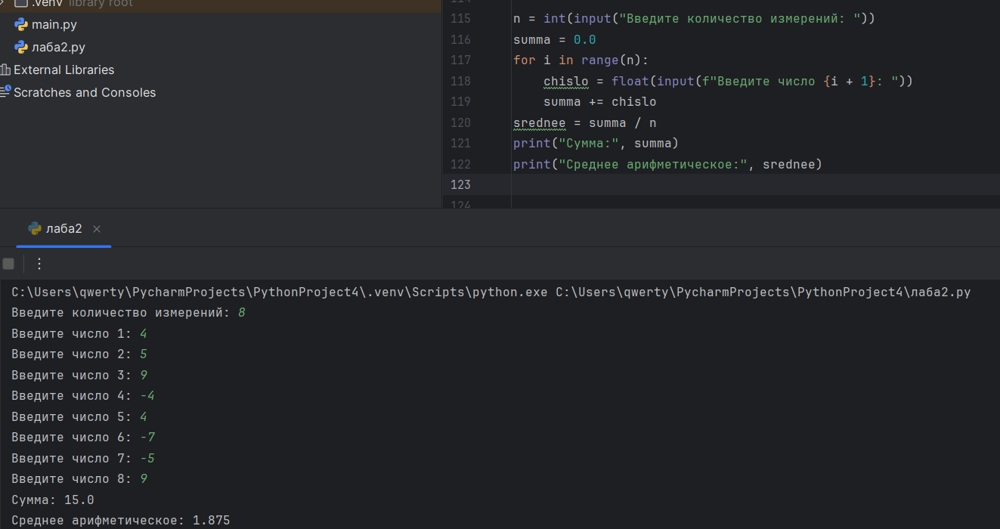 .venv library root
main.py
лаба2.py
External Libraries
Scratches and Consoles
114
115 n = int(input("Введите количество измерений: "))
116 summa = 0.0
117 for i in range(n):
118 chislo = float(input(f"Введите число {i + 1}: "))
119 summa += chislo
120 srednee = summa / n
121 print("Сумма:", summa)
122 print("Среднее арифметическое:", srednee)
123
124
лаба2
C:\Users\qwerty\PycharmProjects\PythonProject4\.venv\Scripts\python.exe C:\Users\qwerty\PycharmProjects\PythonProject4\лаба2.py
Введите количество измерений: 8
Введите число 1: 4
Введите число 2: 5
Введите число 3: 9
Введите число 4: -4
Введите число 5: 4
Введите число 6: -7
Введите число 7: -5
Введите число 8: 9
Сумма: 15.0
Среднее арифметическое: 1.875